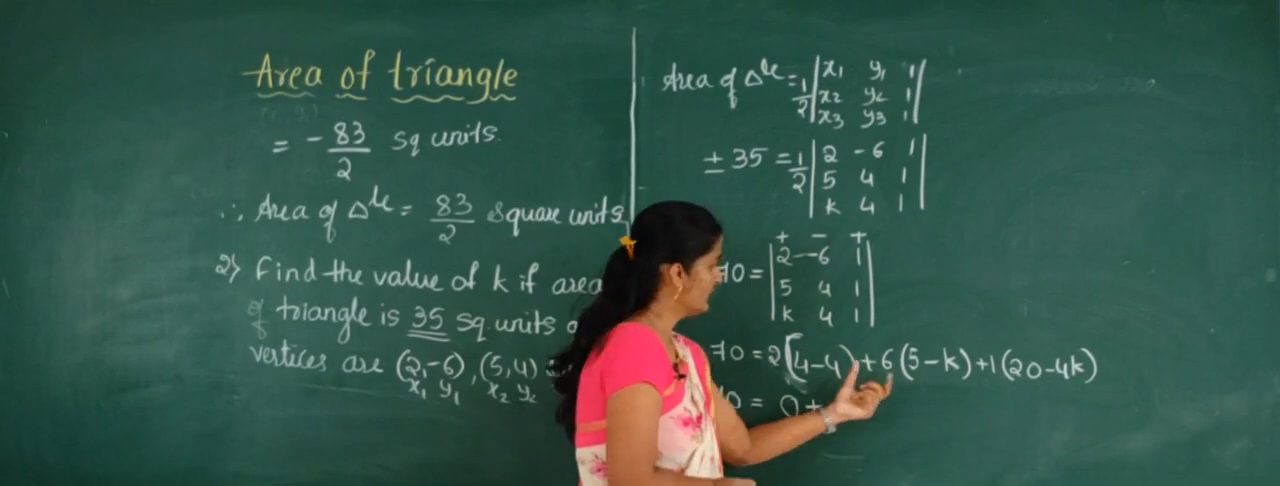 Area of triangle
= - 83/2 sq units.
∴ Area of Δle = 83/2 square units
2) Find the value of k if area
of triangle is 35 sq.units
vertices are (2,-6), (5,4)
x₁ y₁ x₂ y₂
Area of Δle = 1/2 | x₁ y₁ 1 |
| x₂ y₂ 1 |
| x₃ y₃ 1 |
± 35 = 1/2 | 2 -6 1 |
| 5 4 1 |
| k 4 1 |
+ - +
70 = | 2 -6 1 |
| 5 4 1 |
| k 4 1 |
70 = 2(4-4)+6(5-k)+1(20-4k)
= 0+